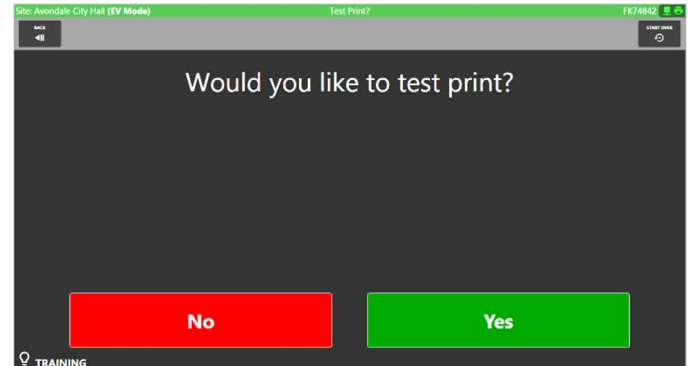 Site: Avondale City Hall (EV Mode) Test Print? FK74B42
BACK
START OVER
Would you like to test print?
No Yes
TRAINING